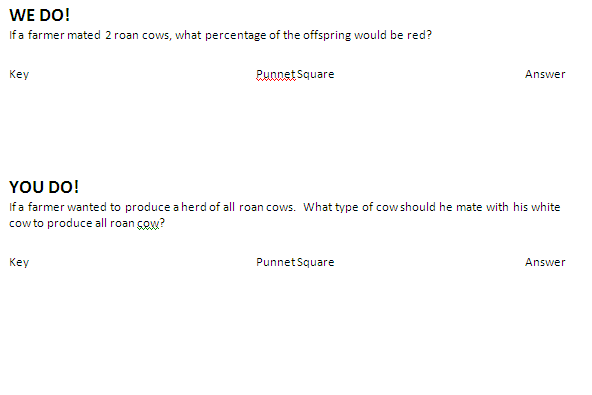 WE DO!
If a farmer mated 2 roan cows, what percentage of the offspring would be red?
Key Punnet Square Answer
YOU DO!
If a farmer wanted to produce a herd of all roan cows. What type of cow should he mate with his white
cow to produce all roan cow?
Key Punnet Square Answer